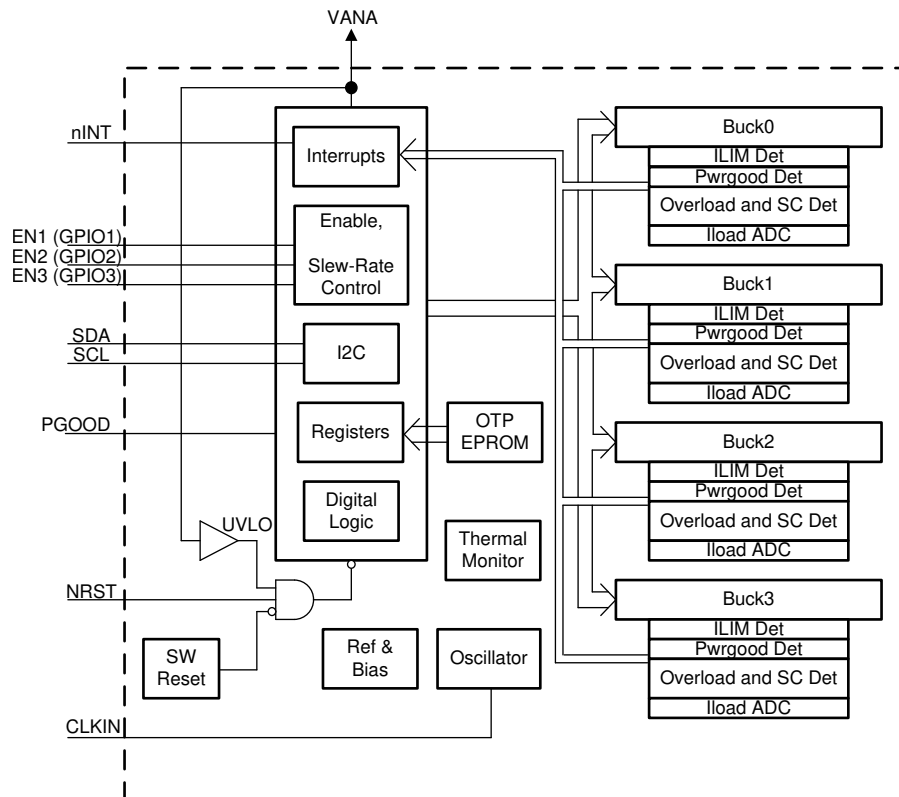 VANA
nINT
Interrupts
EN1 (GPIO1)
EN2 (GPIO2)
EN3 (GPIO3)
Enable,
Slew-Rate
Control
SDA
SCL
I2C
PGOOD
Registers
OTP
EPROM
Digital
Logic
UVLO
Thermal
Monitor
NRST
SW
Reset
Ref &
Bias
Oscillator
CLKIN
Buck0
ILIM Det
Pwrgood Det
Overload and SC Det
Iload ADC
Buck1
ILIM Det
Pwrgood Det
Overload and SC Det
Iload ADC
Buck2
ILIM Det
Pwrgood Det
Overload and SC Det
Iload ADC
Buck3
ILIM Det
Pwrgood Det
Overload and SC Det
Iload ADC